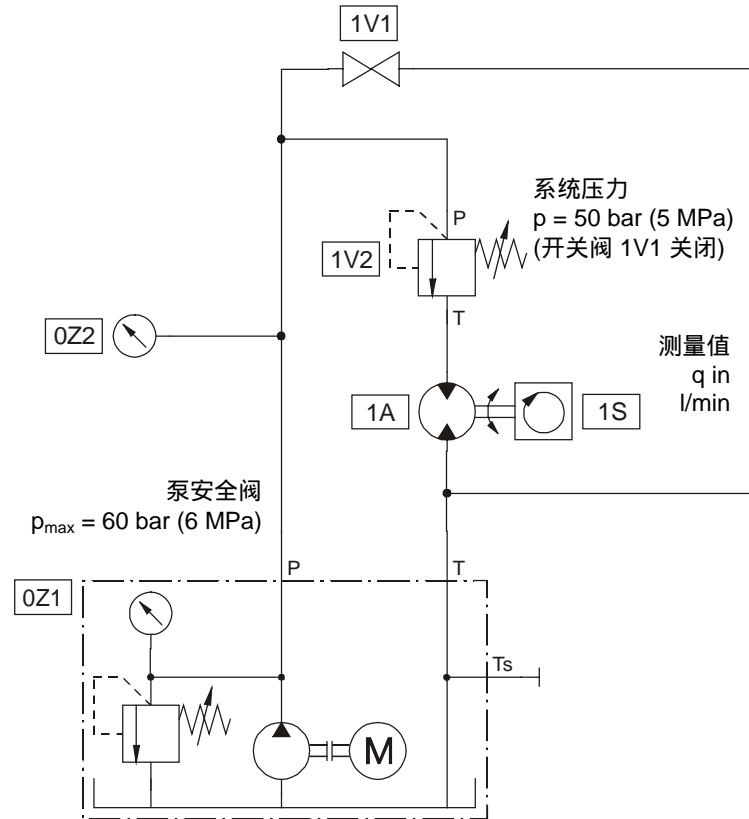 1V1
系统压力
p = 50 bar (5 MPa)
(开关阀 1V1 关闭)
P
1V2
T
0Z2
测量值
q in
l/min
1A
1S
泵安全阀
pmax = 60 bar (6 MPa)
P
T
0Z1
Ts
M